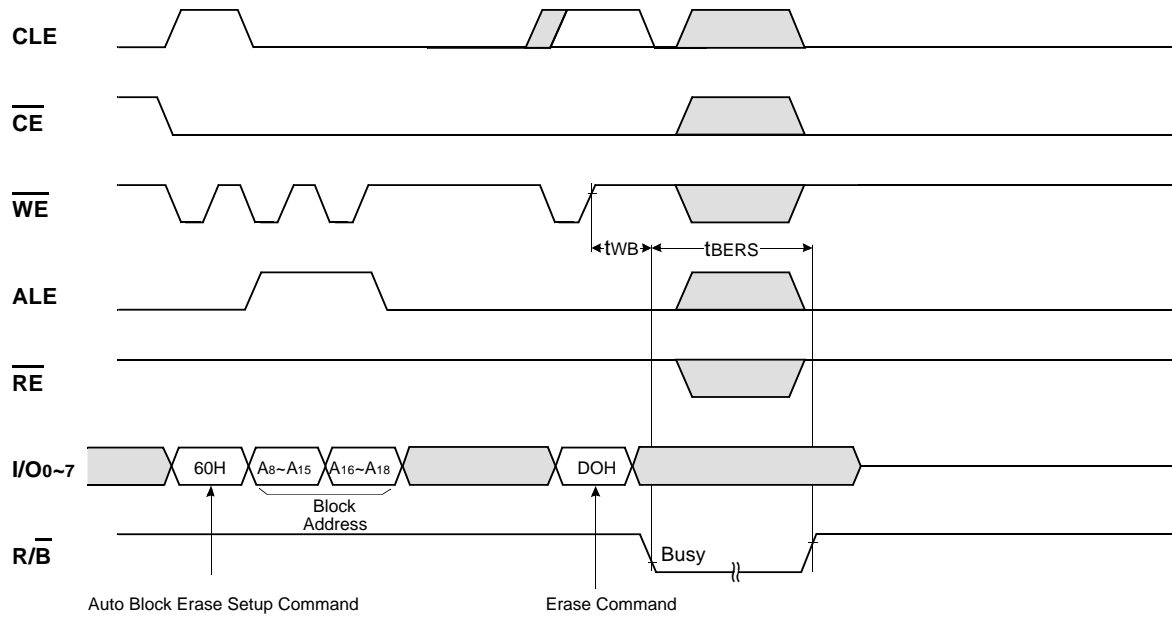 CLE
CE
WE
tWB
tBERS
ALE
RE
I/O0~7
60H
A8~A15
A16~A18
DOH
Block
Address
R/B
Busy
Auto Block Erase Setup Command
Erase Command